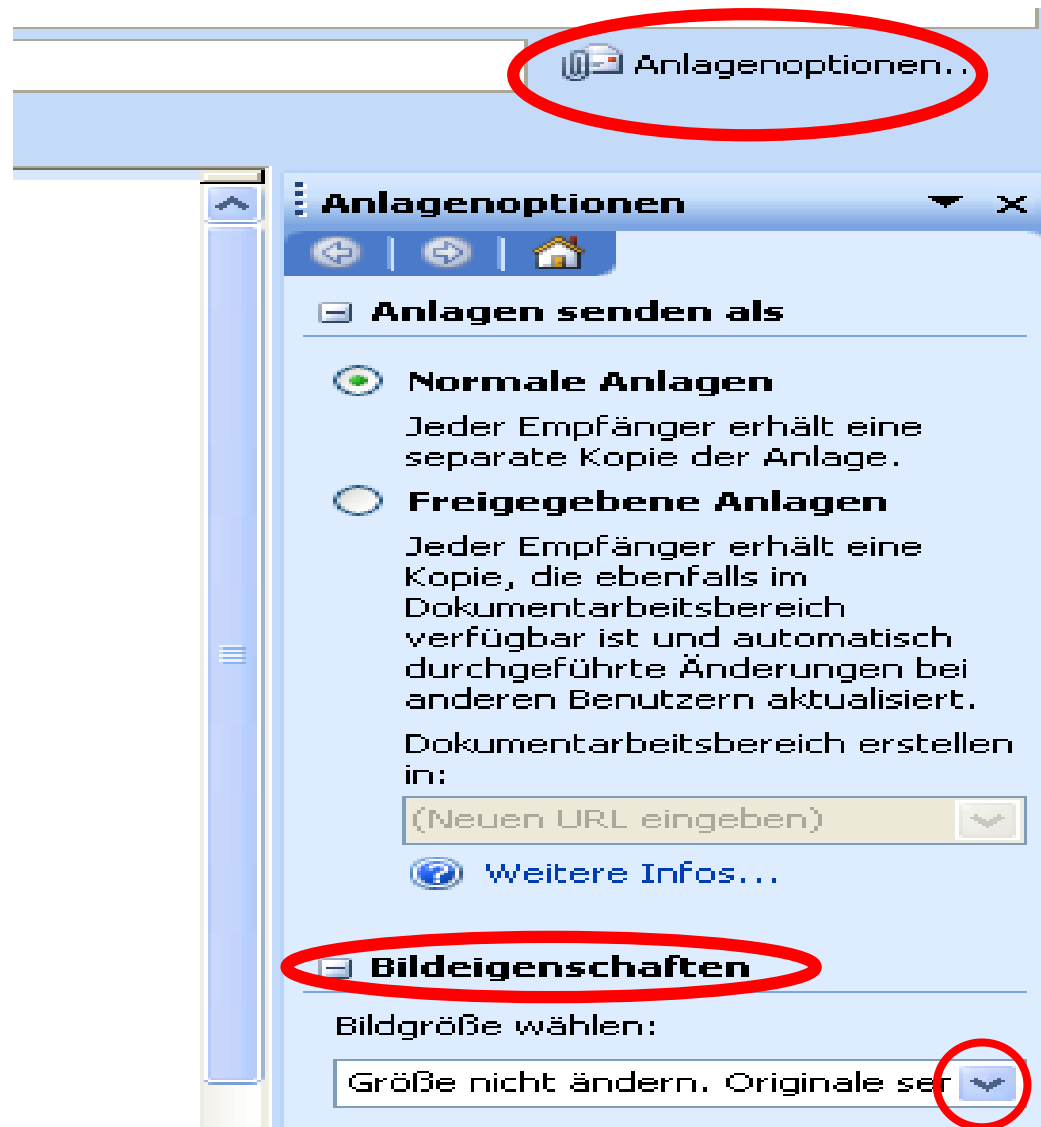 Anlagenoptionen..
Anlagenoptionen
Anlagen senden als
Normale Anlagen
Jeder Empfänger erhält eine
separate Kopie der Anlage.
Freigegebene Anlagen
Jeder Empfänger erhält eine
Kopie, die ebenfalls im
Dokumentarbeitsbereich
verfügbar ist und automatisch
durchgeführte Änderungen bei
anderen Benutzern aktualisiert.
Dokumentarbeitsbereich erstellen
in:
(Neuen URL eingeben)
Weitere Infos...
Bildeigenschaften
Bildgröße wählen:
Größe nicht ändern. Originale ser